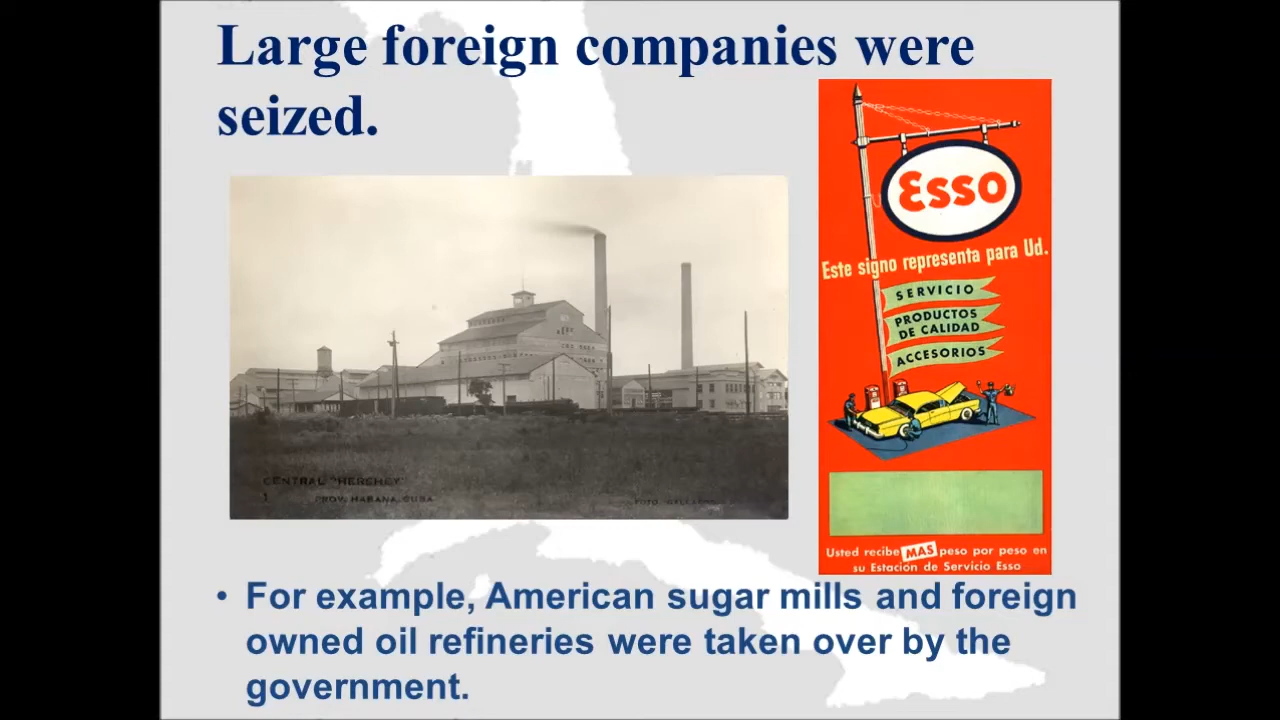 Large foreign companies were
seized.
Esso
Este signo representa para Ud.
SERVICIO
PRODUCTOS
DE CALIDAD
ACCESORIOS
CENTRAL "HERSHEY"
PROV. HABANA, CUBA
FOTO
Usted recibe MAS peso por peso en
su Estación de Servicio Esso
• For example, American sugar mills and foreign
owned oil refineries were taken over by the
government.